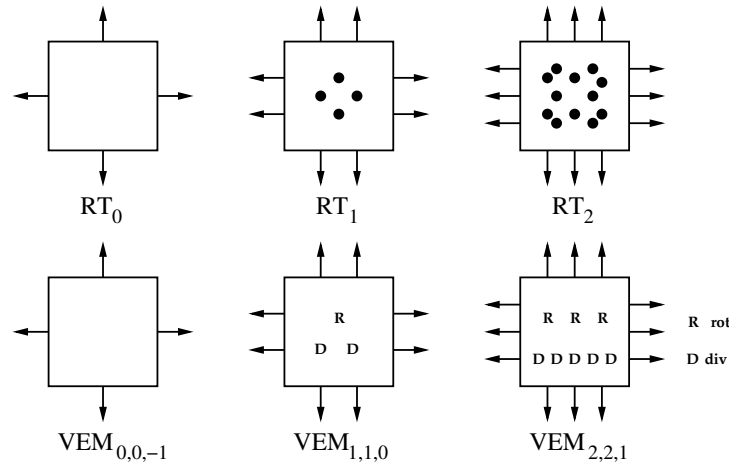 RT0 RT1 RT2
R
D D
R R R
D D D D D
R rot
D div
VEM0,0,−1 VEM1,1,0 VEM2,2,1